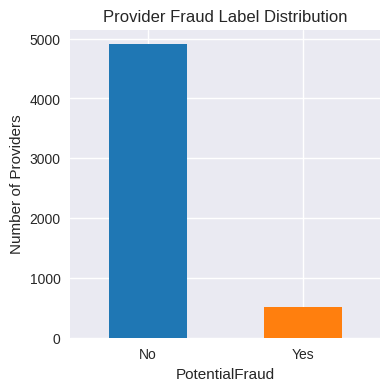 Provider Fraud Label Distribution
5000
4000
3000
2000
1000
0
Number of Providers
No Yes
PotentialFraud